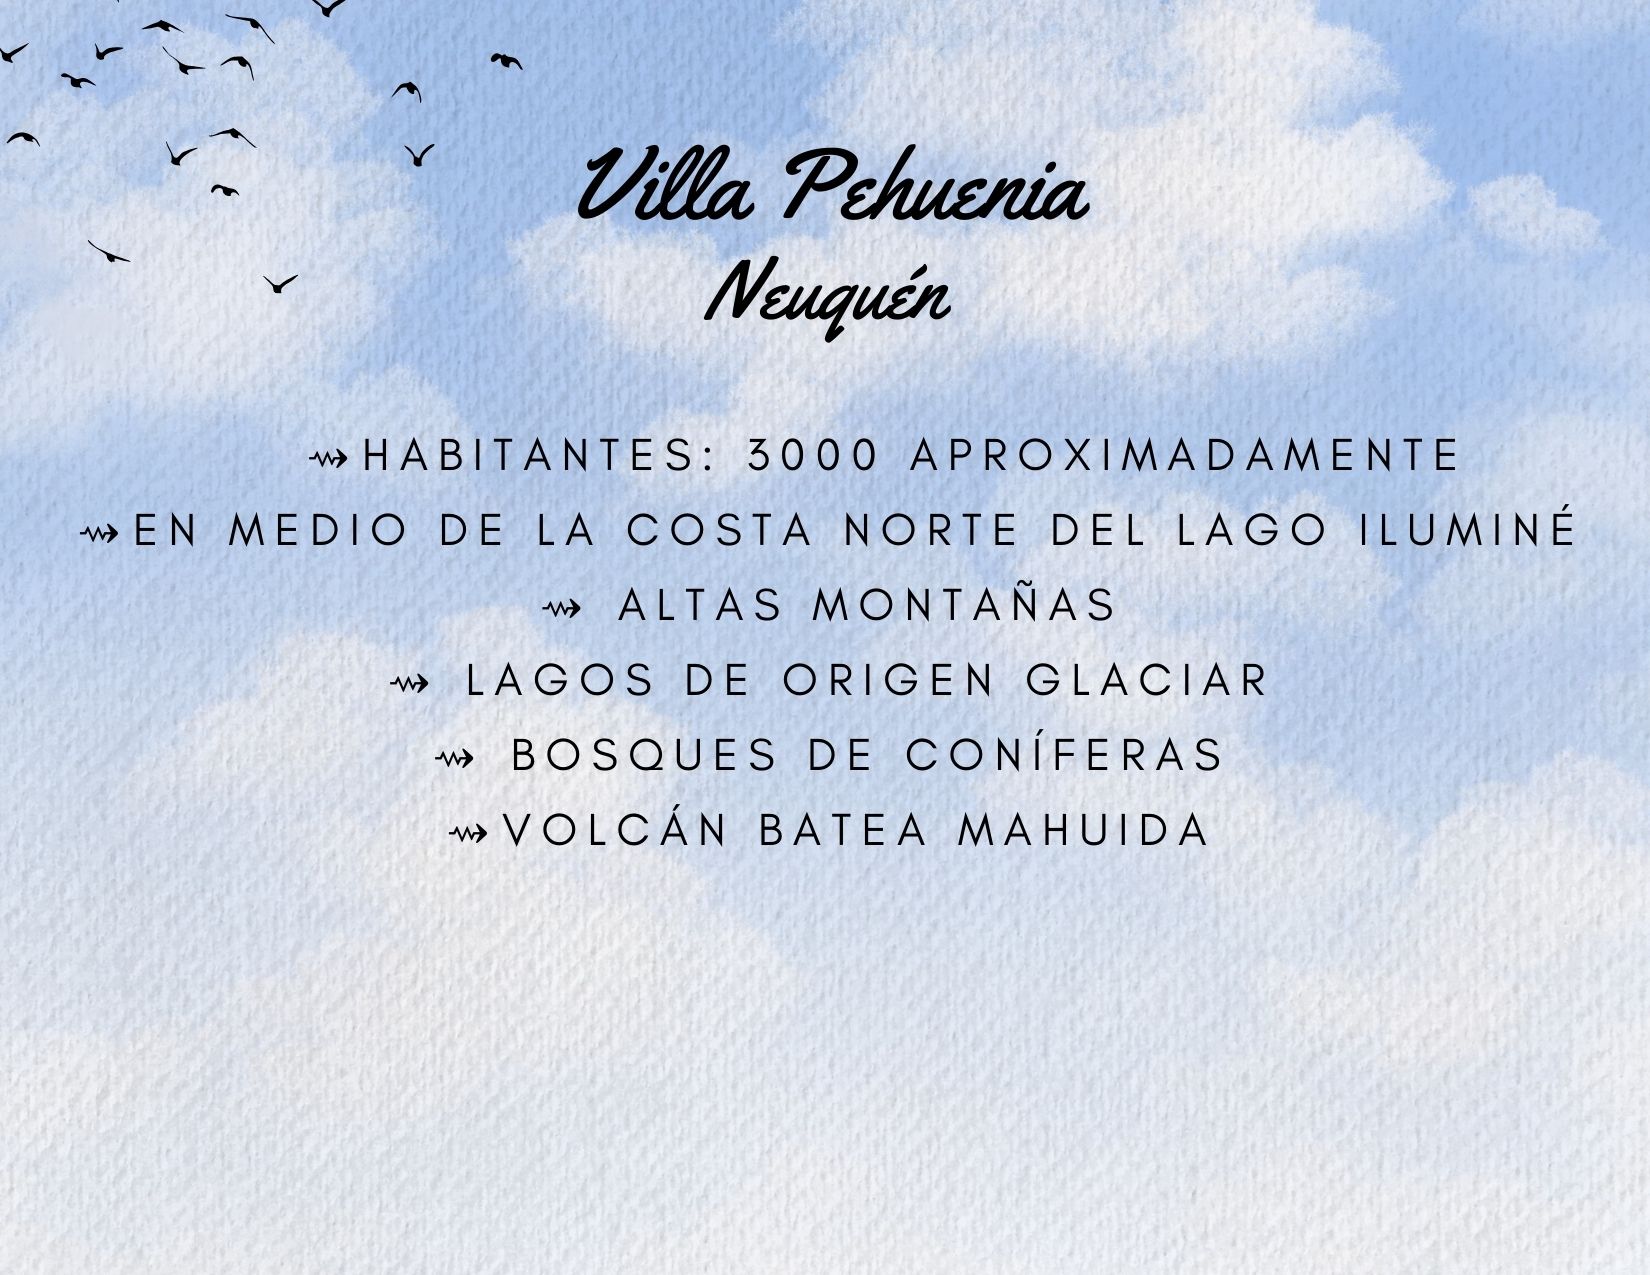 Villa Pehuenia
Neuquén
⇝HABITANTES: 3000 APROXIMADAMENTE
⇝EN MEDIO DE LA COSTA NORTE DEL LAGO ILUMINÉ
⇝ ALTAS MONTAÑAS
⇝ LAGOS DE ORIGEN GLACIAR
⇝ BOSQUES DE CONÍFERAS
⇝VOLCÁN BATEA MAHUIDA